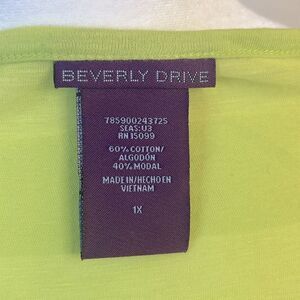 BEVERLY DRIVE
785900243725
SEAS:U3
RN 15099
60% COTTON/
ALGODÓN
40% MODAL
MADE IN/HECHO EN
VIETNAM
1X